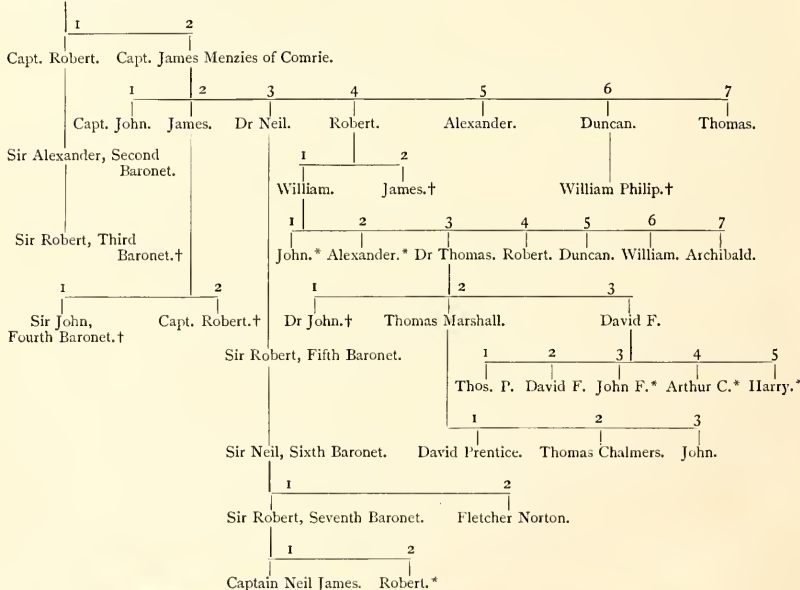 1 2
Capt. Robert. Capt. James Menzies of Comrie.
1 2 3 4 5 6 7
Capt. John. James. Dr Neil. Robert. Alexander. Duncan. Thomas.
Sir Alexander, Second
Baronet.
1 2
William. James.† William Philip.†
1 2 3 4 5 6 7
Sir Robert, Third
Baronet.†
John.* Alexander.* Dr Thomas. Robert. Duncan. William. Archibald.
1 2 1 2 3
Sir John,
Fourth Baronet.†
Capt. Robert.† Dr John.† Thomas Marshall. David F.
Sir Robert, Fifth Baronet.
1 2 3 4 5
Thos. P. David F. John F.* Arthur C.* Harry.*
1 2 3
Sir Neil, Sixth Baronet. David Prentice. Thomas Chalmers. John.
1 2
Sir Robert, Seventh Baronet. Fletcher Norton.
1 2
Captain Neil James. Robert.*